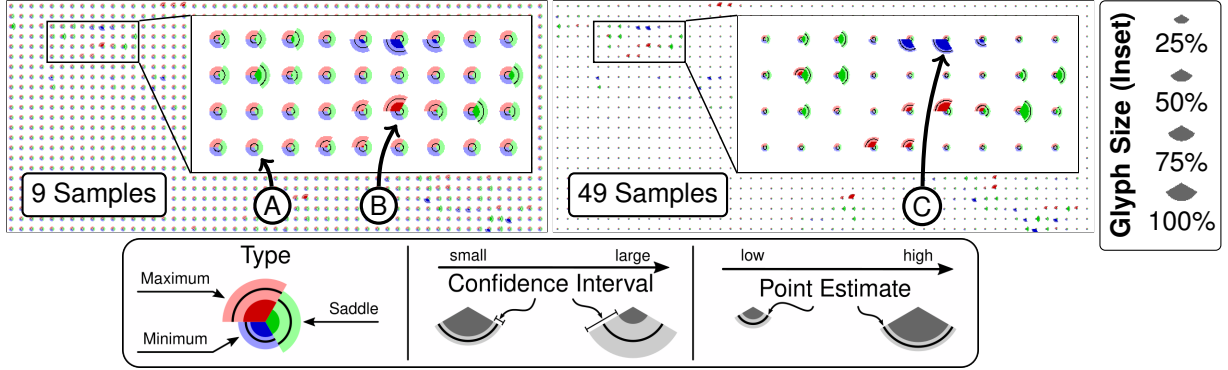 9 Samples
A
B
49 Samples
C
Glyph Size (Inset)
25%
50%
75%
100%
Type
Maximum
Minimum
Saddle
small
large
Confidence Interval
low
high
Point Estimate